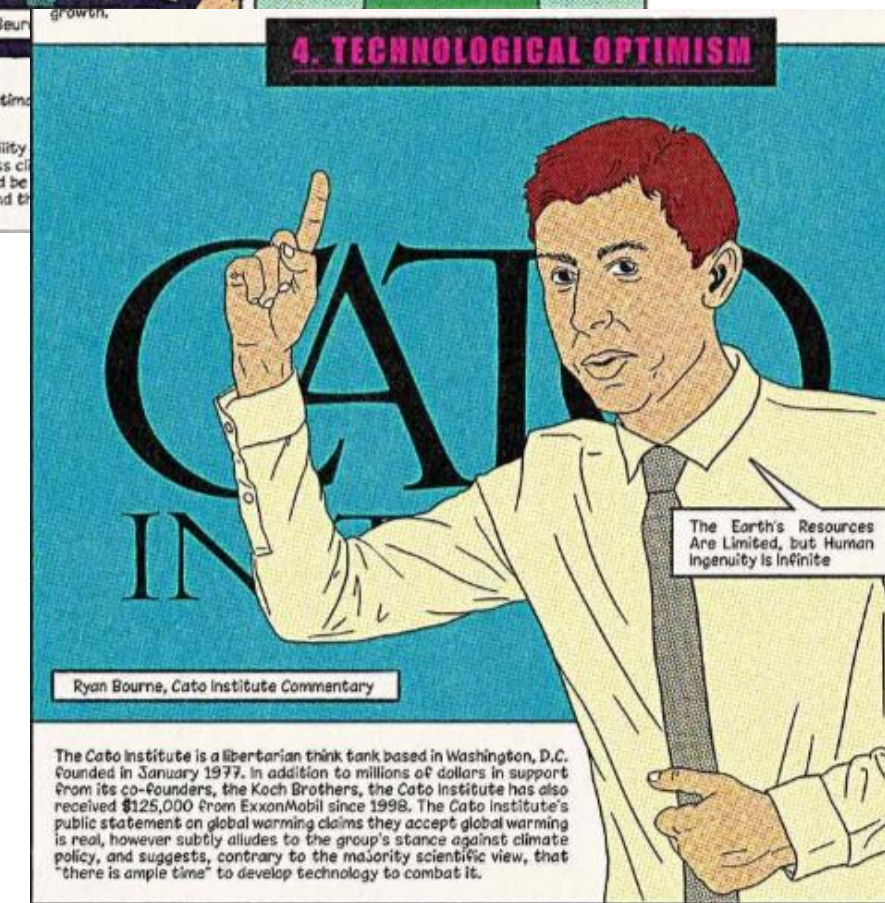 growth.
4. TECHNOLOGICAL OPTIMISM
CATO
IN
The Earth's Resources
Are Limited, but Human
Ingenuity Is Infinite
Ryan Bourne, Cato Institute Commentary
The Cato Institute is a libertarian think tank based in Washington, D.C.
founded in January 1977. In addition to millions of dollars in support
from its co-founders, the Koch Brothers, the Cato Institute has also
received $125,000 from ExxonMobil since 1998. The Cato Institute's
public statement on global warming claims they accept global warming
is real, however subtly alludes to the group's stance against climate
policy, and suggests, contrary to the majority scientific view, that
"there is ample time" to develop technology to combat it.